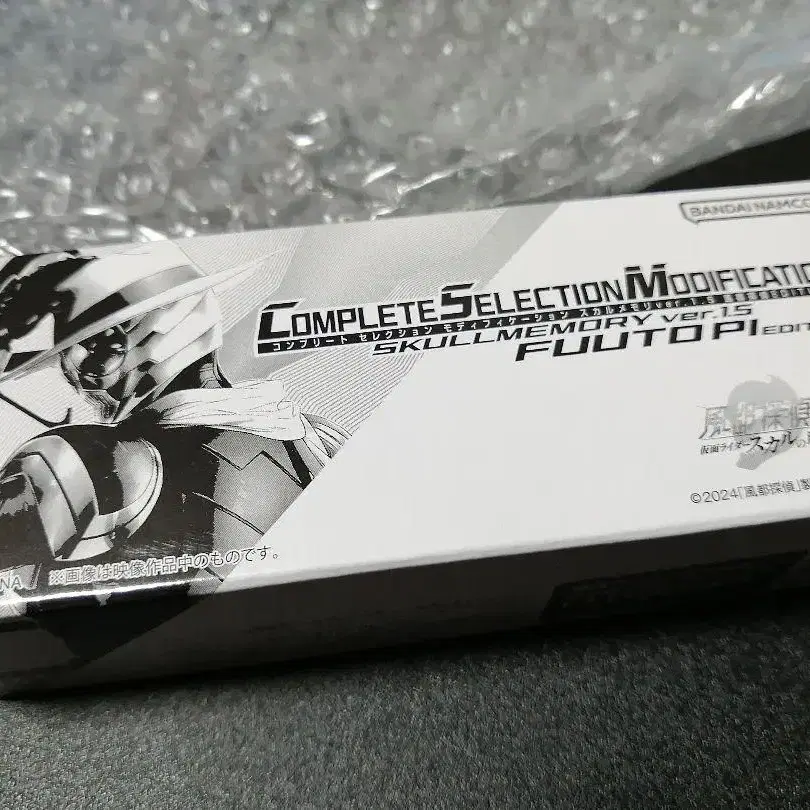 BANDAI NAMCO
COMPLETE SELECTION MODIFICATION
コンプリート セレクション モディフィケーション スカルメモリver.1.5
SKULLMEMORY ver.1.5
FUUTO PI EDIT
風都探偵
仮面ライダースカルの
©2024「風都探偵」製
NA
※画像は映像作品中のものです。